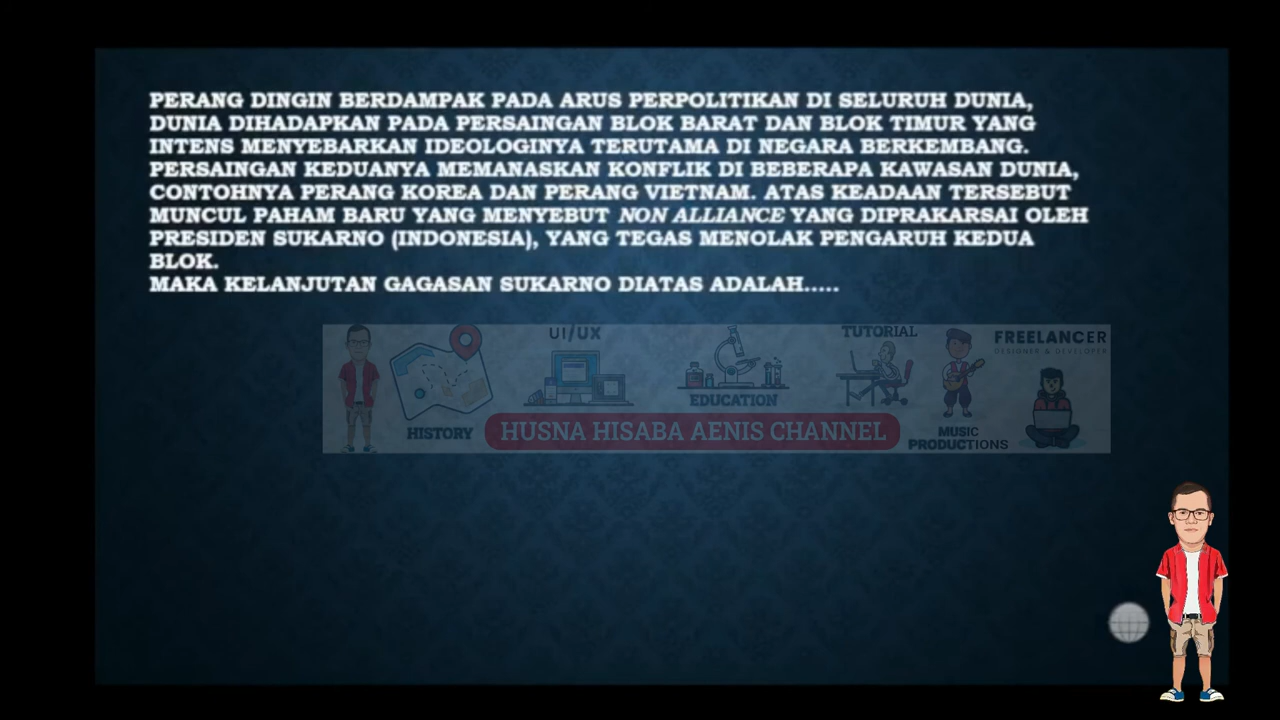 PERANG DINGIN BERDAMPAK PADA ARUS PERPOLITIKAN DI SELURUH DUNIA,
DUNIA DIHADAPKAN PADA PERSAINGAN BLOK BARAT DAN BLOK TIMUR YANG
INTENS MENYEBARKAN IDEOLOGINYA TERUTAMA DI NEGARA BERKEMBANG.
PERSAINGAN KEDUANYA MEMANASKAN KONFLIK DI BEBERAPA KAWASAN DUNIA,
CONTOHNYA PERANG KOREA DAN PERANG VIETNAM. ATAS KEADAAN TERSEBUT
MUNCUL PAHAM BARU YANG MENYEBUT NON ALLIANCE YANG DIPRAKARSAI OLEH
PRESIDEN SUKARNO (INDONESIA), YANG TEGAS MENOLAK PENGARUH KEDUA
BLOK.
MAKA KELANJUTAN GAGASAN SUKARNO DIATAS ADALAH.....
UI/UX
TUTORIAL
FREELANCER
DESIGNER & DEVELOPER
EDUCATION
HISTORY
HUSNA HISABA AENIS CHANNEL
MUSIC
PRODUCTIONS